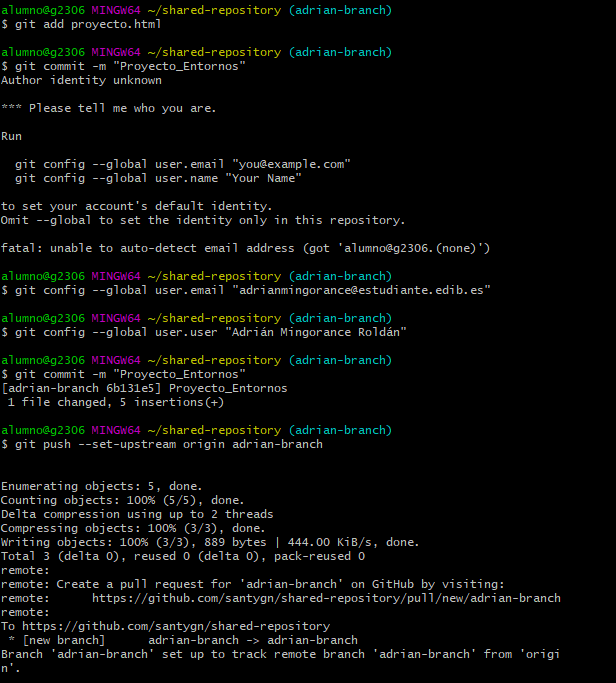 alumno@g2306 MINGW64 ~/shared-repository (adrian-branch)
$ git add proyecto.html
alumno@g2306 MINGW64 ~/shared-repository (adrian-branch)
$ git commit -m "Proyecto_Entornos"
Author identity unknown
*** Please tell me who you are.
Run
git config --global user.email "you@example.com"
git config --global user.name "Your Name"
to set your account's default identity.
Omit --global to set the identity only in this repository.
fatal: unable to auto-detect email address (got 'alumno@g2306.(none)')
alumno@g2306 MINGW64 ~/shared-repository (adrian-branch)
$ git config --global user.email "adrianmingorance@estudiante.edib.es"
alumno@g2306 MINGW64 ~/shared-repository (adrian-branch)
$ git config --global user.user "Adrián Mingorance Roldán"
alumno@g2306 MINGW64 ~/shared-repository (adrian-branch)
$ git commit -m "Proyecto_Entornos"
[adrian-branch 6b131e5] Proyecto_Entornos
1 file changed, 5 insertions(+)
alumno@g2306 MINGW64 ~/shared-repository (adrian-branch)
$ git push --set-upstream origin adrian-branch
Enumerating objects: 5, done.
Counting objects: 100% (5/5), done.
Delta compression using up to 2 threads
Compressing objects: 100% (3/3), done.
Writing objects: 100% (3/3), 889 bytes | 444.00 KiB/s, done.
Total 3 (delta 0), reused 0 (delta 0), pack-reused 0
remote:
remote: Create a pull request for 'adrian-branch' on GitHub by visiting:
remote:      https://github.com/santygn/shared-repository/pull/new/adrian-branch
remote:
To https://github.com/santygn/shared-repository
* [new branch]      adrian-branch -> adrian-branch
Branch 'adrian-branch' set up to track remote branch 'adrian-branch' from 'origi
n'.